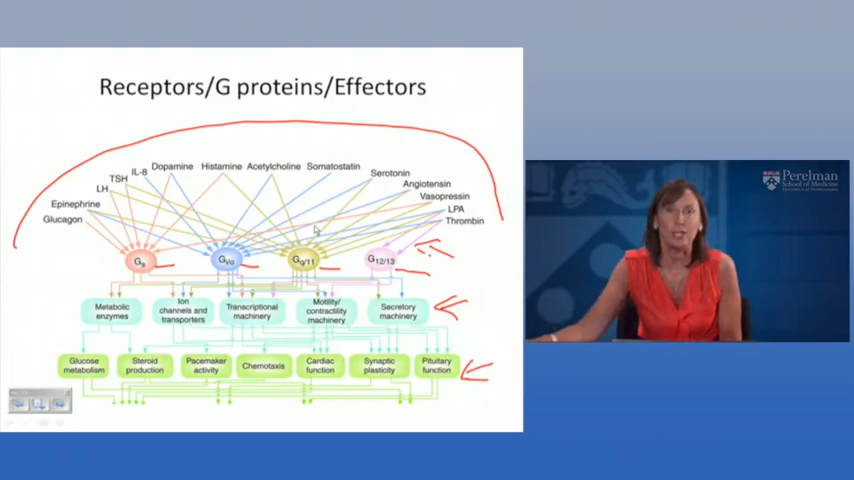 Receptors/G proteins/Effectors
Dopamine Histamine Acetylcholine Somatostatin
IL-8
Serotonin
TSH
Angiotensin
LH
Vasopressin
Epinephrine
LPA
Glucagon
Thrombin
Gs Gi/o Gq/11 G12/13
Metabolic
enzymes
Ion
channels and
transporters
Transcriptional
machinery
Motility/
contractility
machinery
Secretory
machinery
Glucose
metabolism
Steroid
production
Pacemaker
activity
Chemotaxis
Cardiac
function
Synaptic
plasticity
Pituitary
function
Perelman
School of Medicine